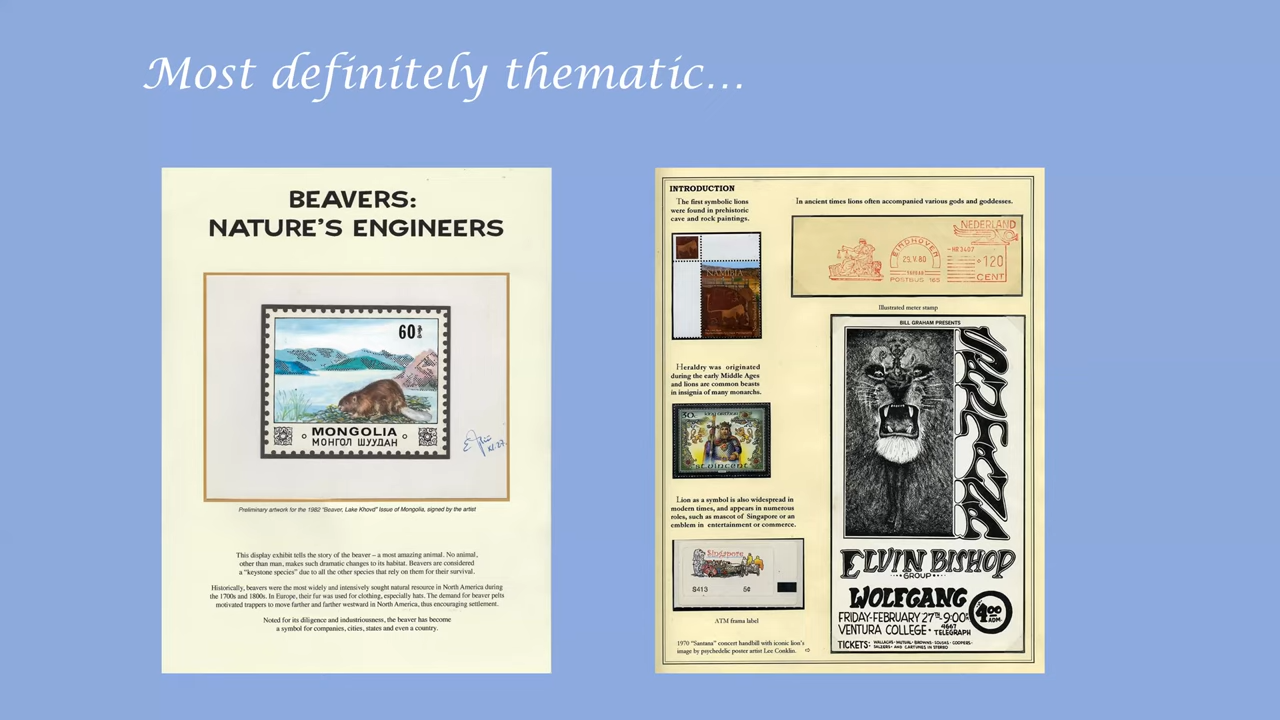 Most definitely thematic...
BEAVERS:
NATURE'S ENGINEERS
60
MONGOLIA
МОНГОЛ ШУУДАН
Preliminary artwork for the 1982 "Beaver, Lake Khovd" Issue of Mongolia, signed by the artist
This display exhibit tells the story of the beaver – a most amazing animal. No animal,
other than man, makes such dramatic changes to its habitat. Beavers are considered
a "keystone species" due to all the other species that rely on them for their survival.
Historically, beavers were the most widely and intensively sought natural resource in North America during
the 1700s and 1800s. In Europe, their fur was used for clothing, especially hats. The demand for beaver pelts
motivated trappers to move farther and farther westward in North America, thus encouraging settlement.
Noted for its diligence and industriousness, the beaver has become
a symbol for companies, cities, states and even a country.
INTRODUCTION
The first symbolic lions
were found in prehistoric
cave and rock paintings.
NAMIBIA
Heraldry was originated
during the early Middle Ages
and lions are common beasts
in insignia of many monarchs.
30c
KING ARTHUR
ST. VINCENT
Lion as a symbol is also widespread in
modern times, and appears in numerous
roles, such as mascot of Singapore or an
emblem in entertainment or commerce.
Singapore
S413 5¢
ATM frama label
1970 "Santana" concert handbill with iconic lion's
image by psychedelic poster artist Lee Conklin.
In ancient times lions often accompanied various gods and goddesses.
NEDERLAND
EINDHOVEN
29.V.80
POSTBUS 165
HR 3407
120
CENT
Illustrated meter stamp
BILL GRAHAM PRESENTS
SANTANA
ELVIN BISHOP
GROUP
WOLFGANG
FRIDAY·FEBRUARY 27TH·9:00PM
VENTURA COLLEGE· 4667 TELEGRAPH
$4.00 ADM.
TICKETS: